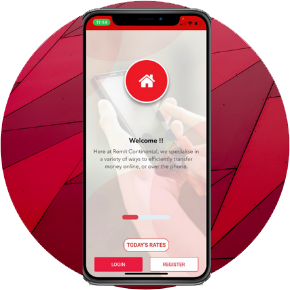 11:14
Welcome !!
Here at Remit Continental, we specialise in
a variety of ways to efficiently transfer
money online, or over the phone.
TODAY'S RATES
LOGIN
REGISTER